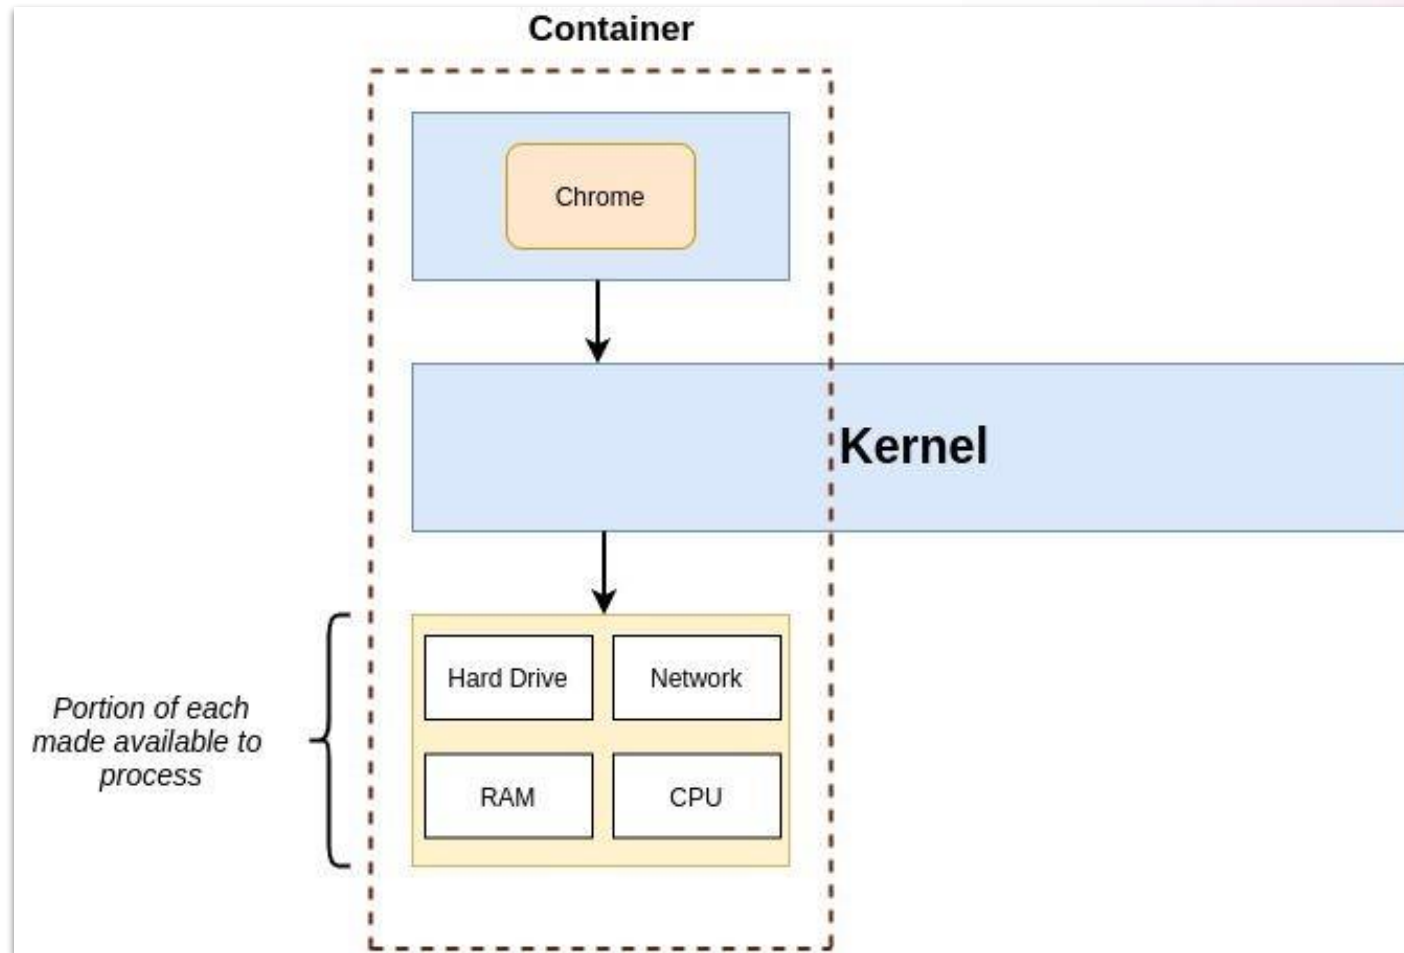 Container
Chrome
Kernel
Hard Drive
Network
Portion of each
made available to
process
RAM
CPU